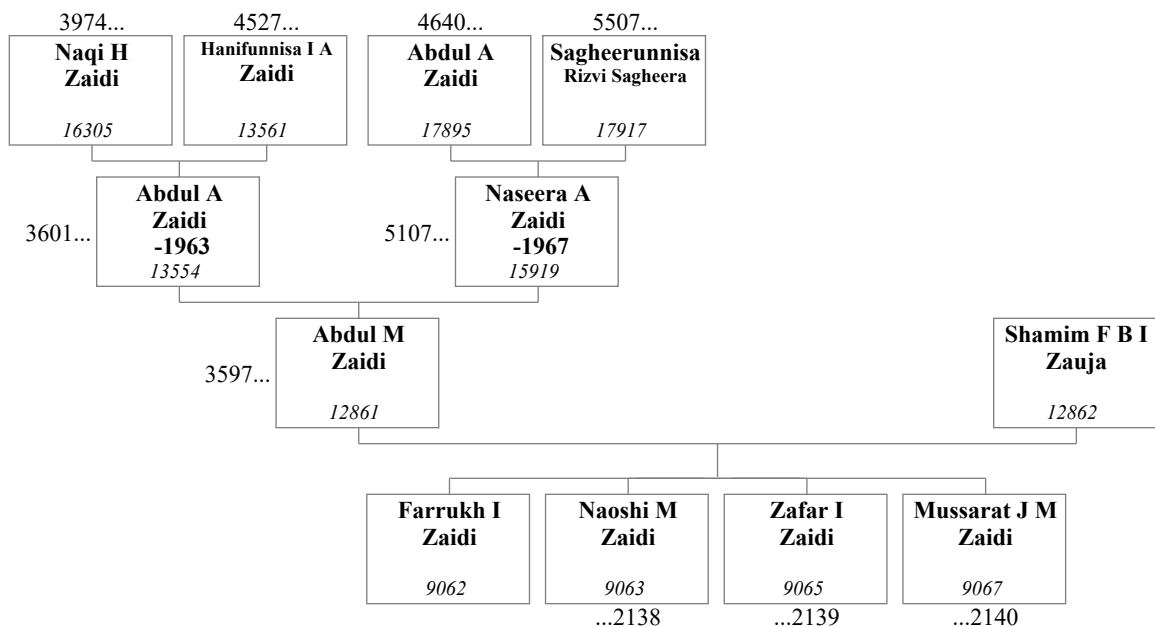 3974...
4527...
4640...
5507...
Naqi H
Zaidi
16305
Hanifunnisa I A
Zaidi
13561
Abdul A
Zaidi
17895
Sagheerunnisa
Rizvi Sagheera
17917
3601...
Abdul A
Zaidi
-1963
13554
5107...
Naseera A
Zaidi
-1967
15919
3597...
Abdul M
Zaidi
12861
Shamim F B I
Zauja
12862
Farrukh I
Zaidi
9062
Naoshi M
Zaidi
9063
...2138
Zafar I
Zaidi
9065
...2139
Mussarat J M
Zaidi
9067
...2140